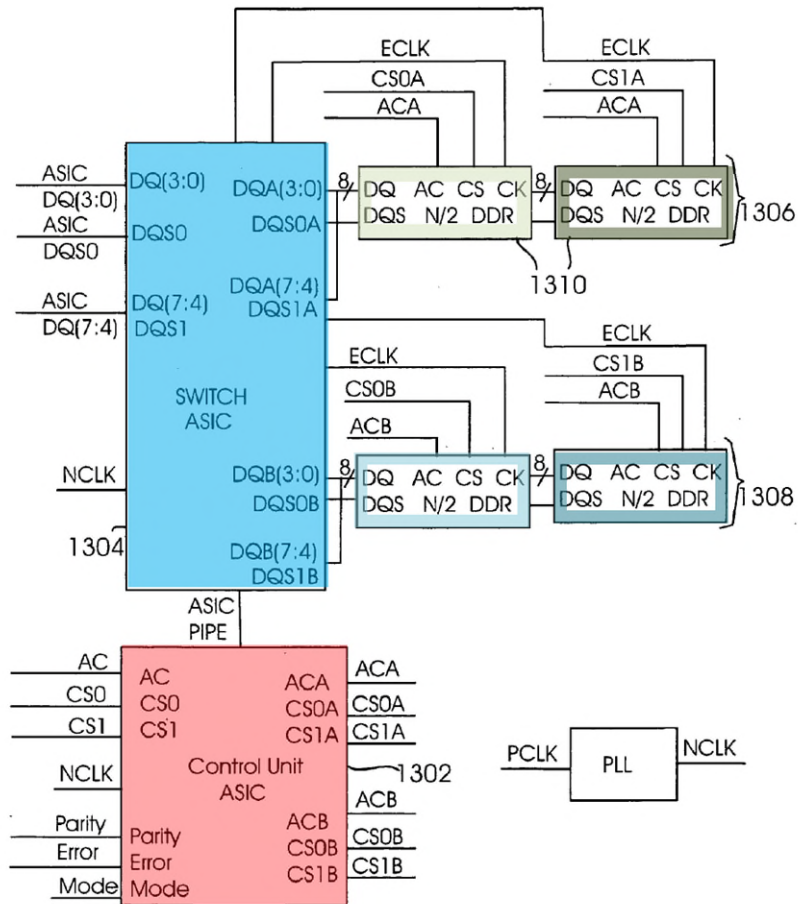 ECLK
CS0A
ACA
ECLK
CS1A
ACA
ASIC
DQ(3:0)
ASIC
DQS0
ASIC
DQ(7:4)
DQ(3:0)
DQS0
DQ(7:4)
DQS1
DQA(3:0)
DQS0A
DQA(7:4)
DQS1A
8
DQ AC CS CK
DQS N/2 DDR
8
DQ AC CS CK
DQS N/2 DDR
1306
1310
ECLK
CS0B
ACB
ECLK
CS1B
ACB
SWITCH
ASIC
NCLK
1304
DQB(3:0)
DQS0B
DQB(7:4)
DQS1B
8
DQ AC CS CK
DQS N/2 DDR
8
DQ AC CS CK
DQS N/2 DDR
1308
ASIC
PIPE
AC
CS0
CS1
NCLK
Parity
Error
Mode
AC
CS0
CS1
ACA
CS0A
CS1A
Control Unit
ASIC
ACB
CS0B
CS1B
Parity
Error
Mode
ACA
CS0A
CS1A
1302
ACB
CS0B
CS1B
PCLK
PLL
NCLK